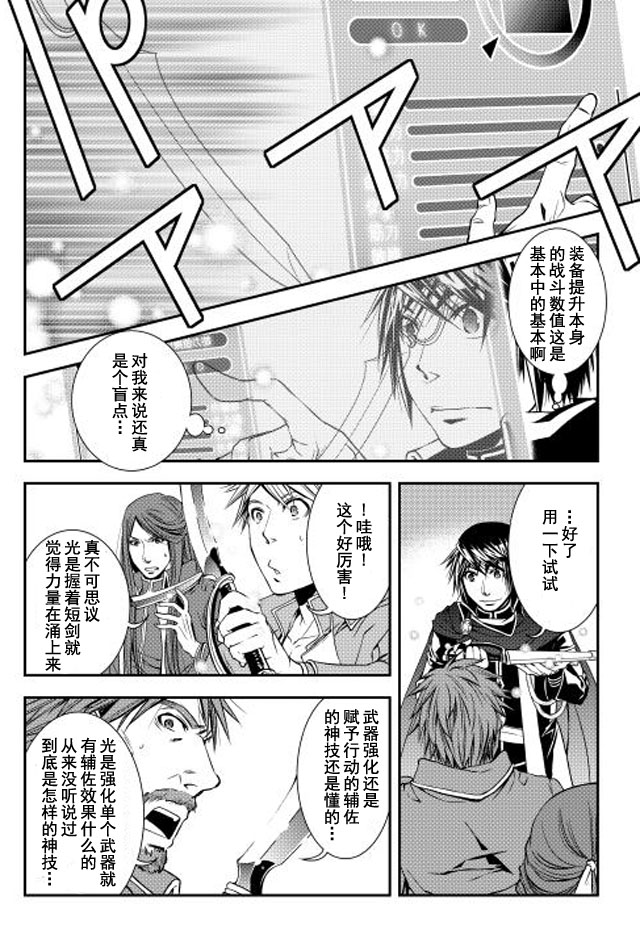 OK
装备提升本身
的战斗数值这是
基本中的基本啊
对我来说还真
是个盲点…
…好了
用一下试试
！哇哦！
这个好厉害！
真不可思议
光是握着短剑就
觉得力量在涌上来
武器强化还是
赋予行动的辅佐
的神技还是懂的…
光是强化单个武器就
有辅佐效果什么的
从来没听说过
到底是怎样的神技…